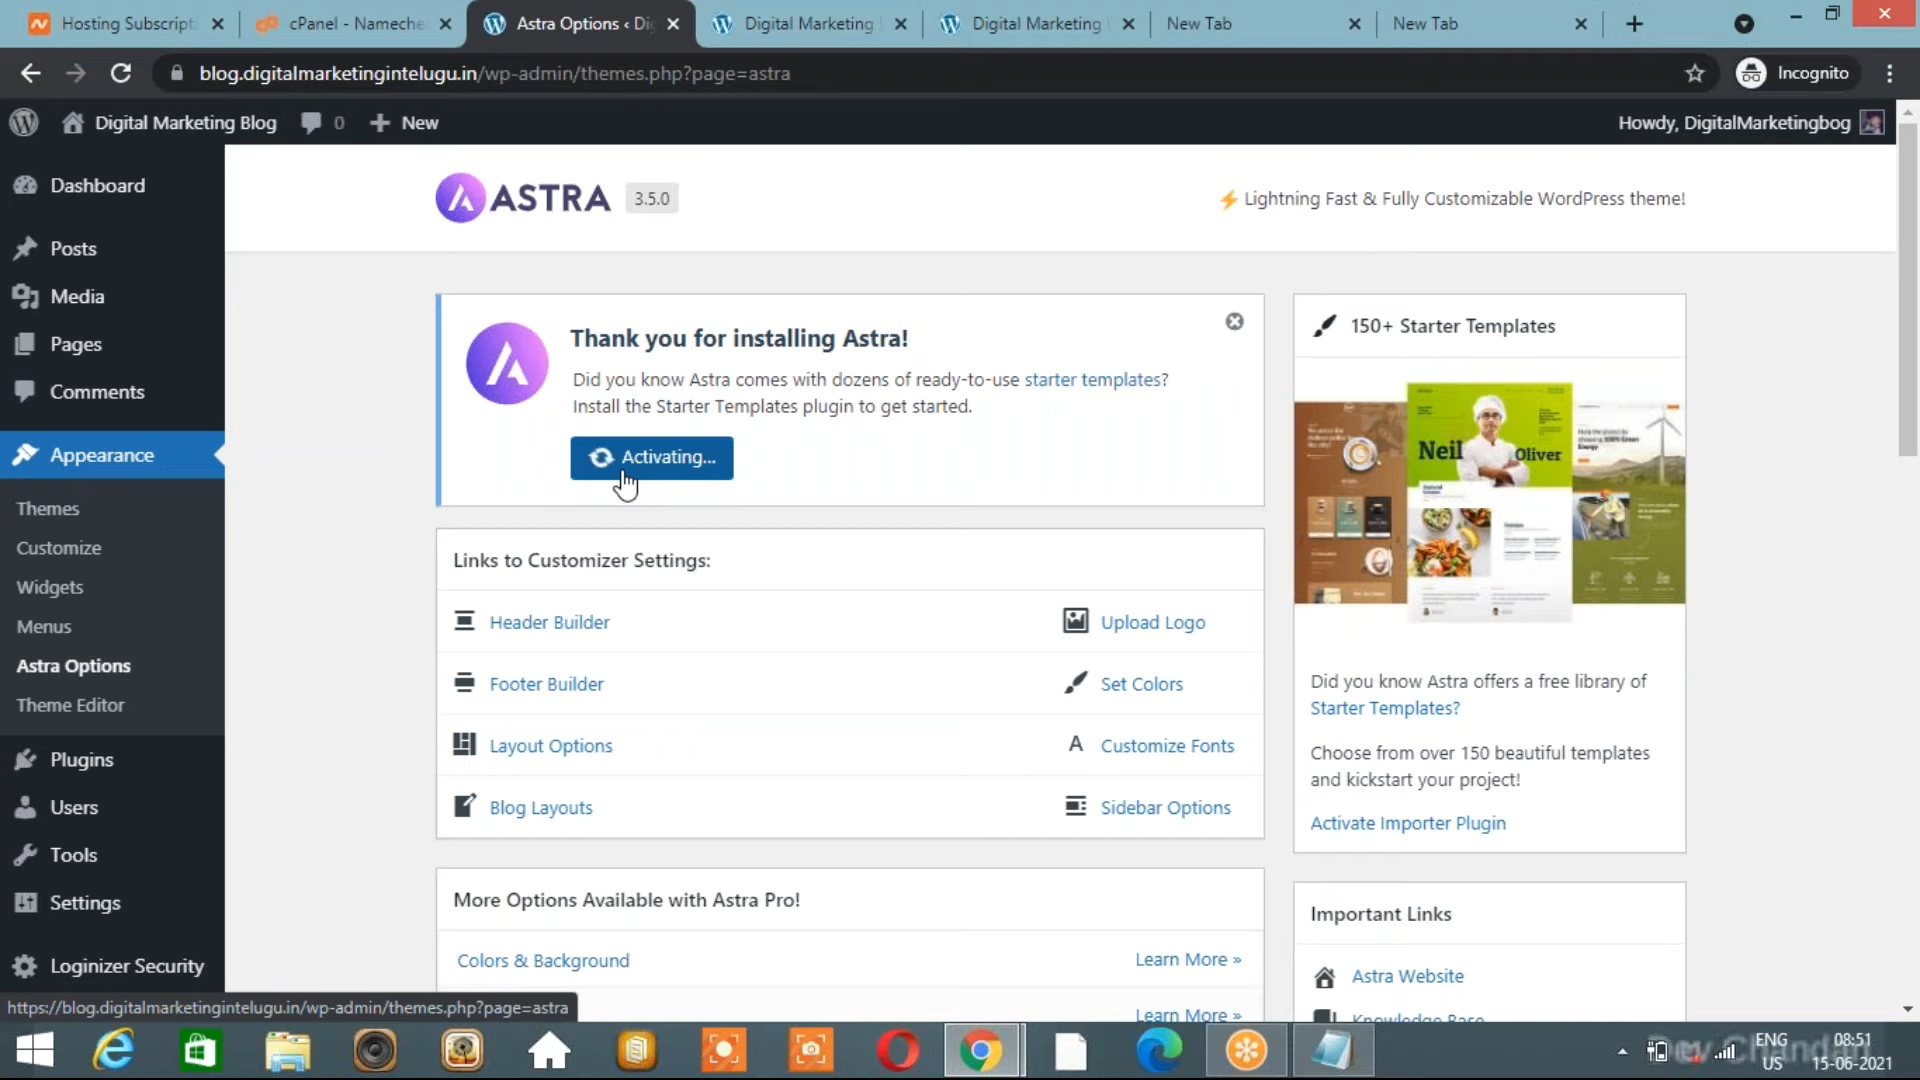 Hosting Subscripti
cPanel - Nameche
Astra Options ‹ Di
Digital Marketing
Digital Marketing
New Tab
New Tab
blog.digitalmarketingintelugu.in/wp-admin/themes.php?page=astra
Incognito
Digital Marketing Blog
0
New
Howdy, DigitalMarketingbog
Dashboard
Posts
Media
Pages
Comments
Appearance
Themes
Customize
Widgets
Menus
Astra Options
Theme Editor
Plugins
Users
Tools
Settings
Loginizer Security
ASTRA 3.5.0
Lightning Fast & Fully Customizable WordPress theme!
Thank you for installing Astra!
Did you know Astra comes with dozens of ready-to-use starter templates?
Install the Starter Templates plugin to get started.
Activating...
Links to Customizer Settings:
Header Builder
Upload Logo
Footer Builder
Set Colors
Layout Options
Customize Fonts
Blog Layouts
Sidebar Options
More Options Available with Astra Pro!
Colors & Background
Learn More »
Learn More »
150+ Starter Templates
Neil
Oliver
Did you know Astra offers a free library of
Starter Templates?
Choose from over 150 beautiful templates
and kickstart your project!
Activate Importer Plugin
Important Links
Astra Website
Knowledge Base
https://blog.digitalmarketingintelugu.in/wp-admin/themes.php?page=astra
ENG
US
08:51
15-06-2021